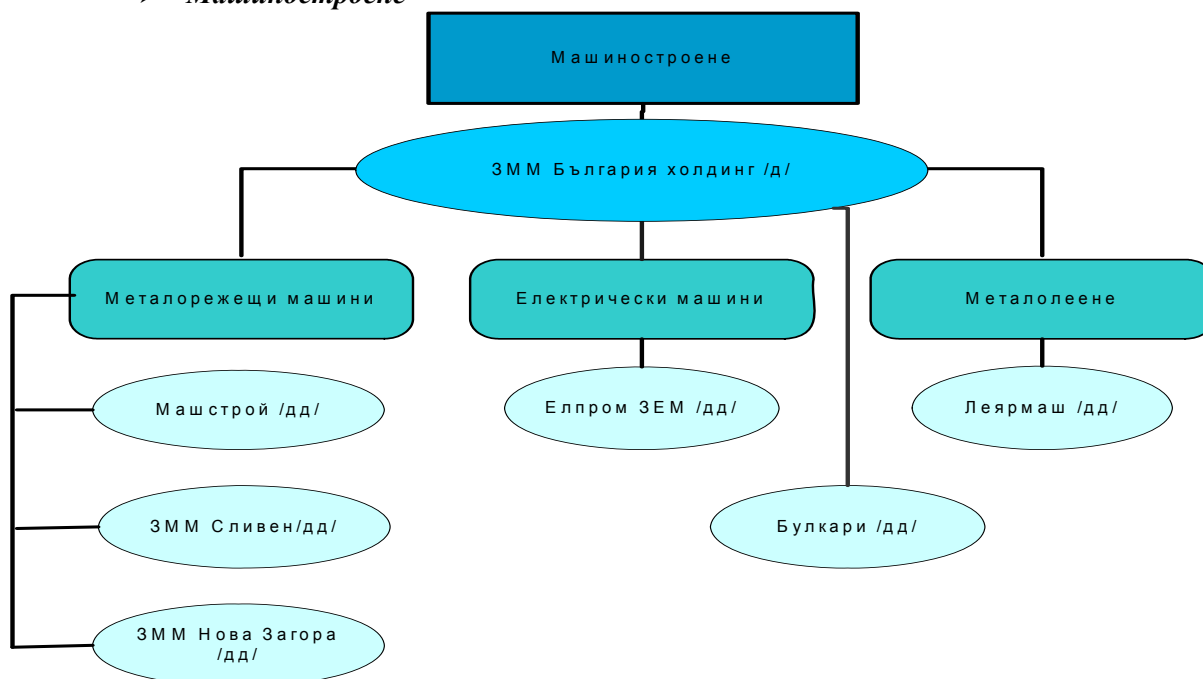 Машиностроене
Машиностроене
ЗММ България холдинг /д/
Металорежещи машини
Електрически машини
Металолеене
Машстрой /дд/
Елпром ЗЕМ /дд/
Леярмаш /дд/
ЗММ Сливен/дд/
Булкари /дд/
ЗММ Нова Загора
/дд/